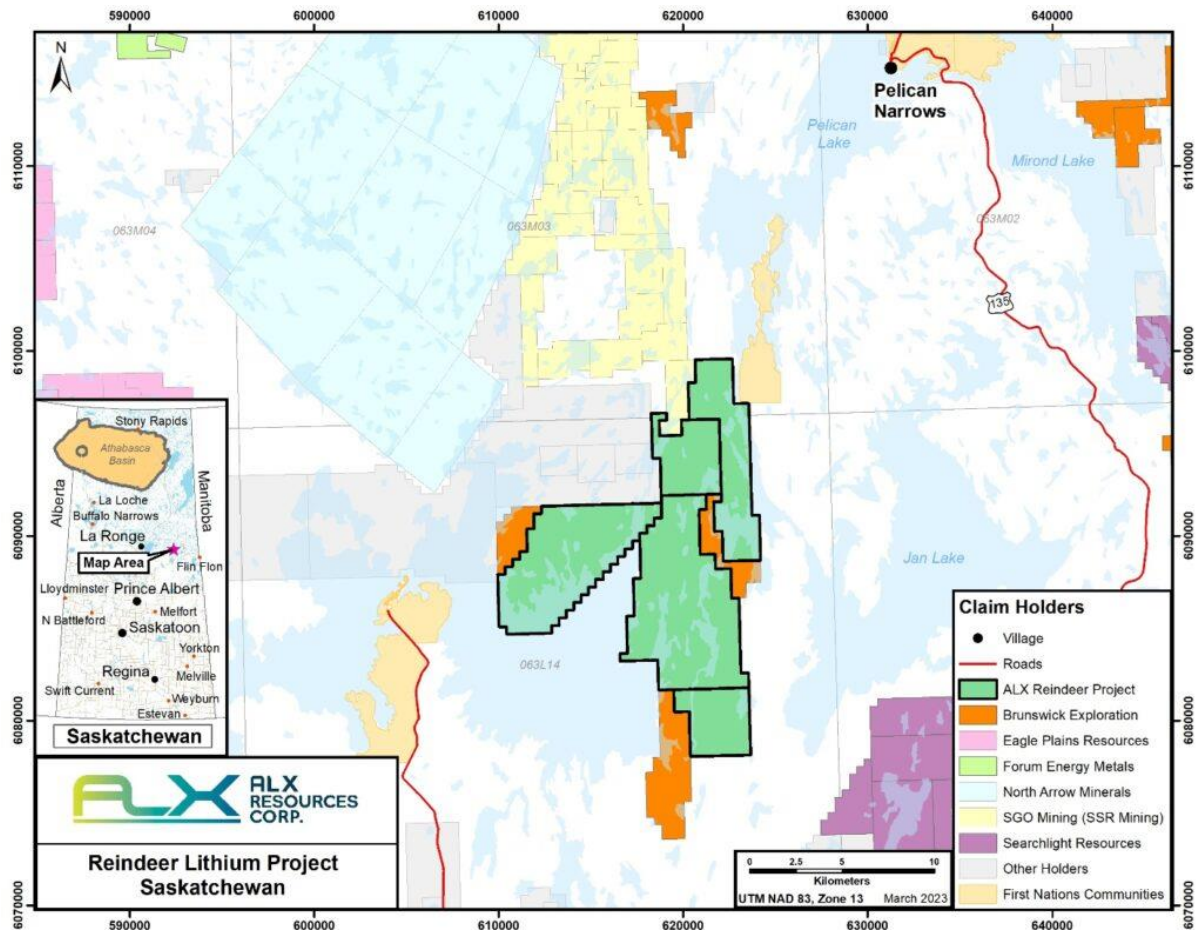 590000 600000 610000 620000 630000 640000
N
Pelican
Narrows
Pelican
Lake
Mirond Lake
6110000
6110000
063M04
063M03
063M02
135
6100000
6100000
Stony Rapids
Athabasca
Basin
Alberta
Manitoba
La Loche
Buffalo Narrows
La Ronge
Map Area
Flin Flon
Lloydminster
Prince Albert
Melfort
N Battleford
Saskatoon
Yorkton
Regina
Melville
Swift Current
Weyburn
Estevan
Saskatchewan
6090000
6090000
Jan Lake
063L14
6080000
6080000
Claim Holders
Village
Roads
ALX Reindeer Project
Brunswick Exploration
Eagle Plains Resources
Forum Energy Metals
North Arrow Minerals
SGO Mining (SSR Mining)
Searchlight Resources
Other Holders
First Nations Communities
ALX
ALX
RESOURCES
CORP.
Reindeer Lithium Project
Saskatchewan
0 2.5 5 10
Kilometers
UTM NAD 83, Zone 13 March 2023
6070000
6070000
590000 600000 610000 620000 630000 640000